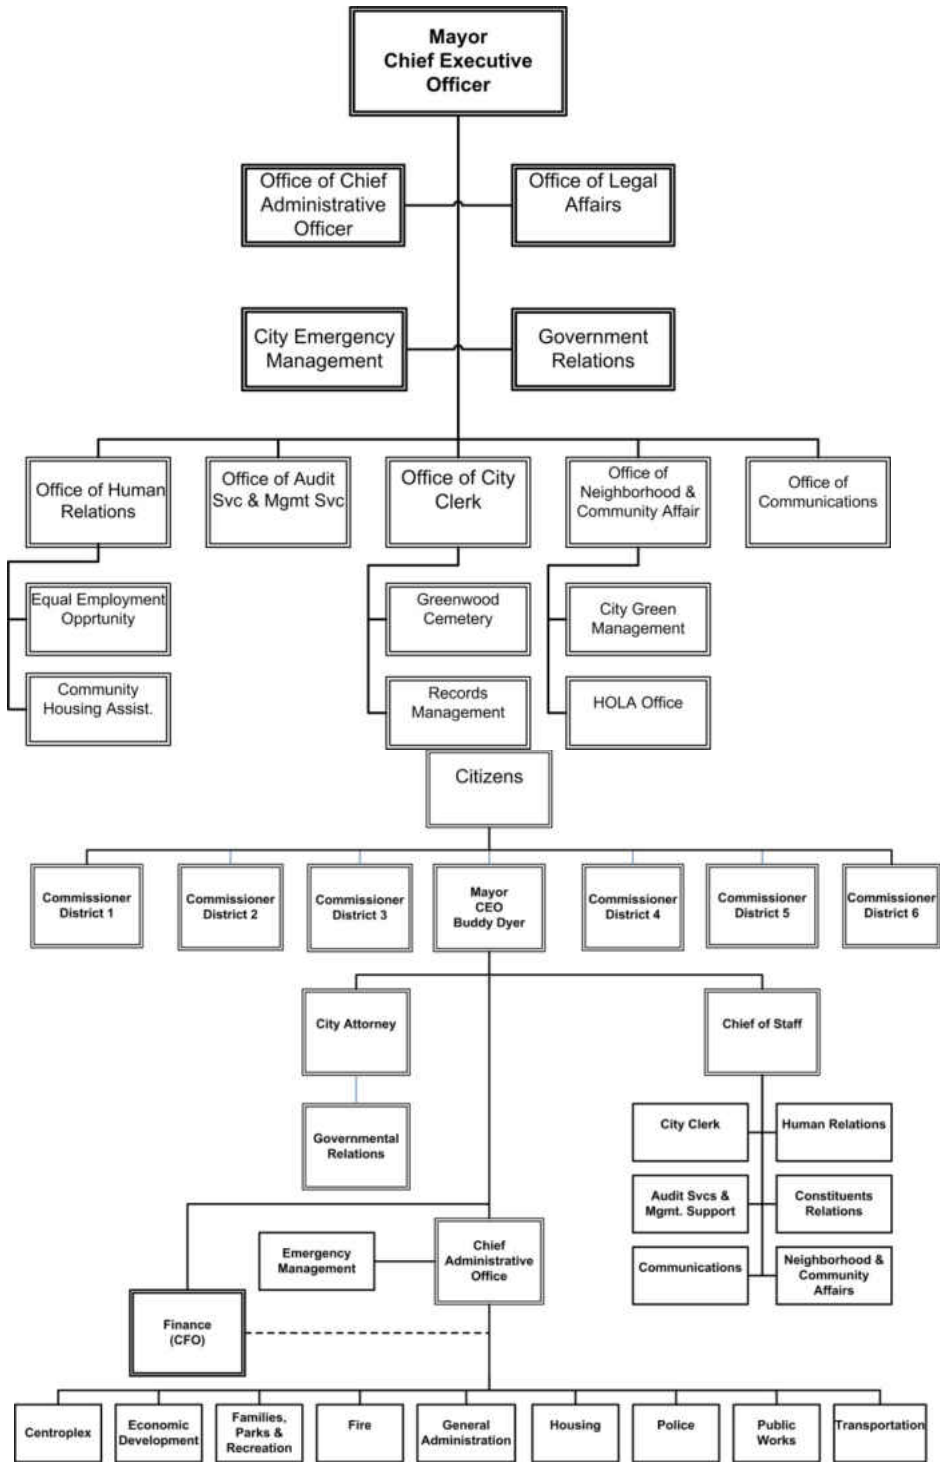 Mayor
Chief Executive
Officer
Office of Chief
Administrative
Officer
Office of Legal
Affairs
City Emergency
Management
Government
Relations
Office of Human
Relations
Office of Audit
Svc & Mgmt Svc
Office of City
Clerk
Office of
Neighborhood &
Community Affair
Office of
Communications
Equal Employment
Opprtunity
Greenwood
Cemetery
City Green
Management
Community
Housing Assist.
Records
Management
HOLA Office
Citizens
Commissioner
District 1
Commissioner
District 2
Commissioner
District 3
Mayor
CEO
Buddy Dyer
Commissioner
District 4
Commissioner
District 5
Commissioner
District 6
City Attorney
Chief of Staff
Governmental
Relations
City Clerk
Human Relations
Audit Svcs &
Mgmt. Support
Constituents
Relations
Communications
Neighborhood &
Community
Affairs
Emergency
Management
Chief
Administrative
Office
Finance
(CFO)
Centroplex
Economic
Development
Families,
Parks &
Recreation
Fire
General
Administration
Housing
Police
Public
Works
Transportation